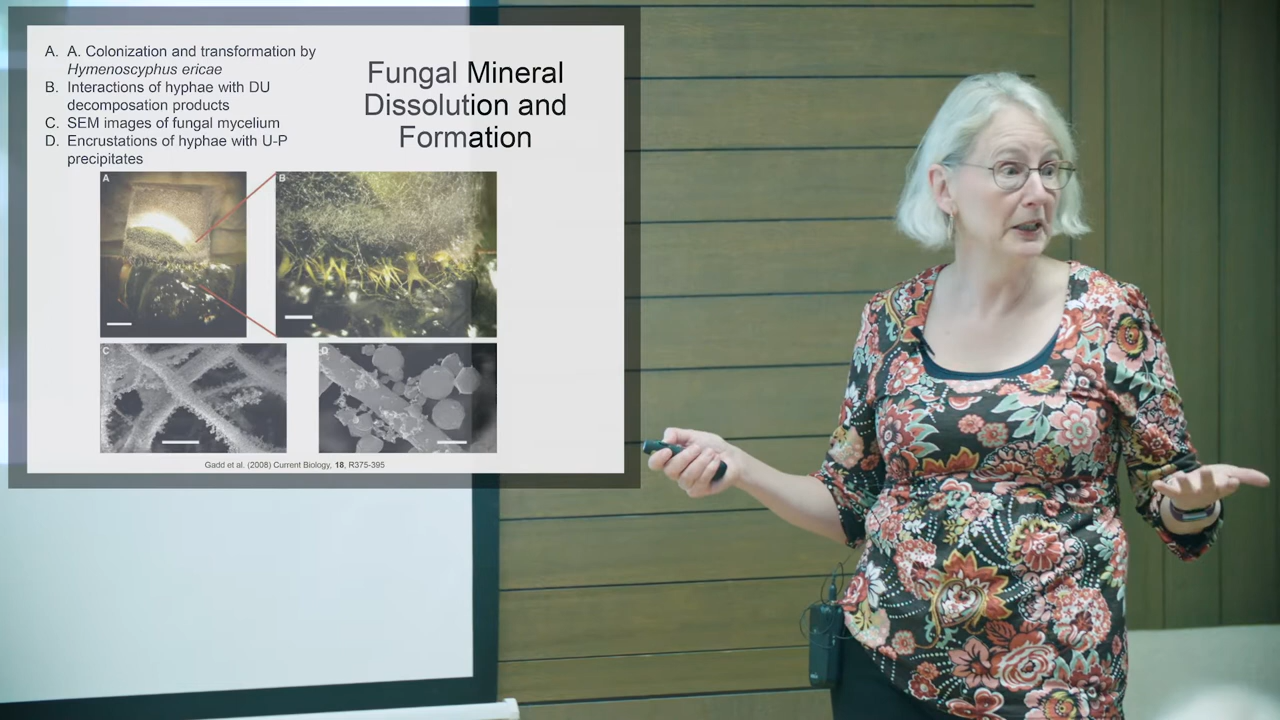 A. A. Colonization and transformation by
Hymenoscyphus ericae
B. Interactions of hyphae with DU
decomposation products
C. SEM images of fungal mycelium
D. Encrustations of hyphae with U-P
precipitates
Fungal Mineral
Dissolution and
Formation
A
B
C
D
Gadd et al. (2008) Current Biology, 18, R375-395